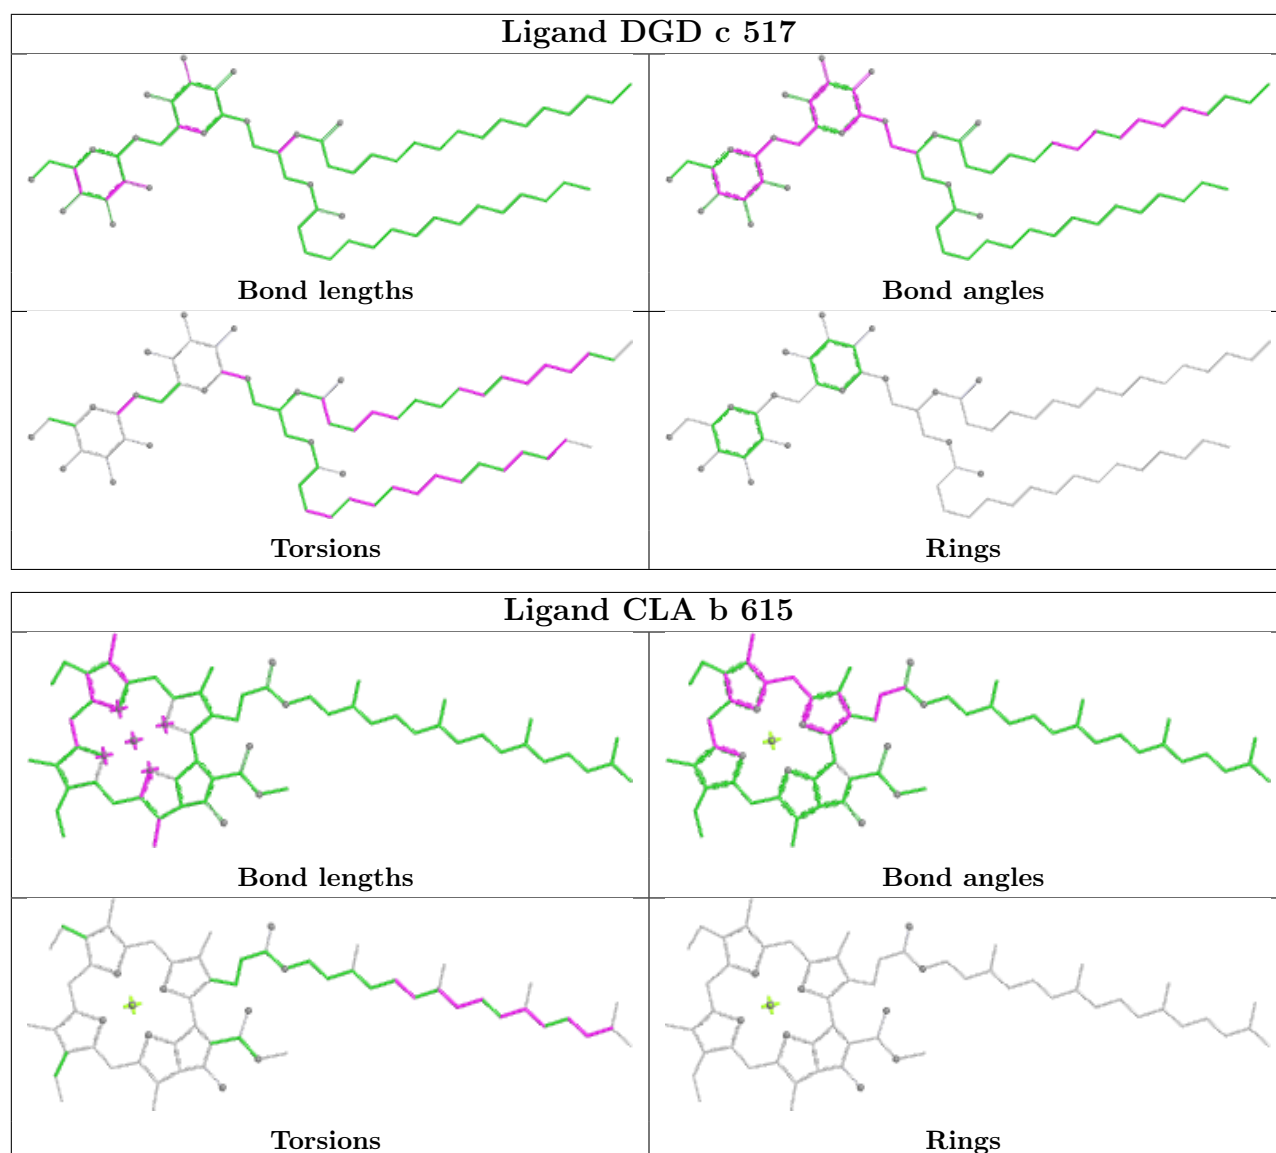 Ligand DGD c 517
Bond lengths
Bond angles
Torsions
Rings
Ligand CLA b 615
Bond lengths
Bond angles
Torsions
Rings